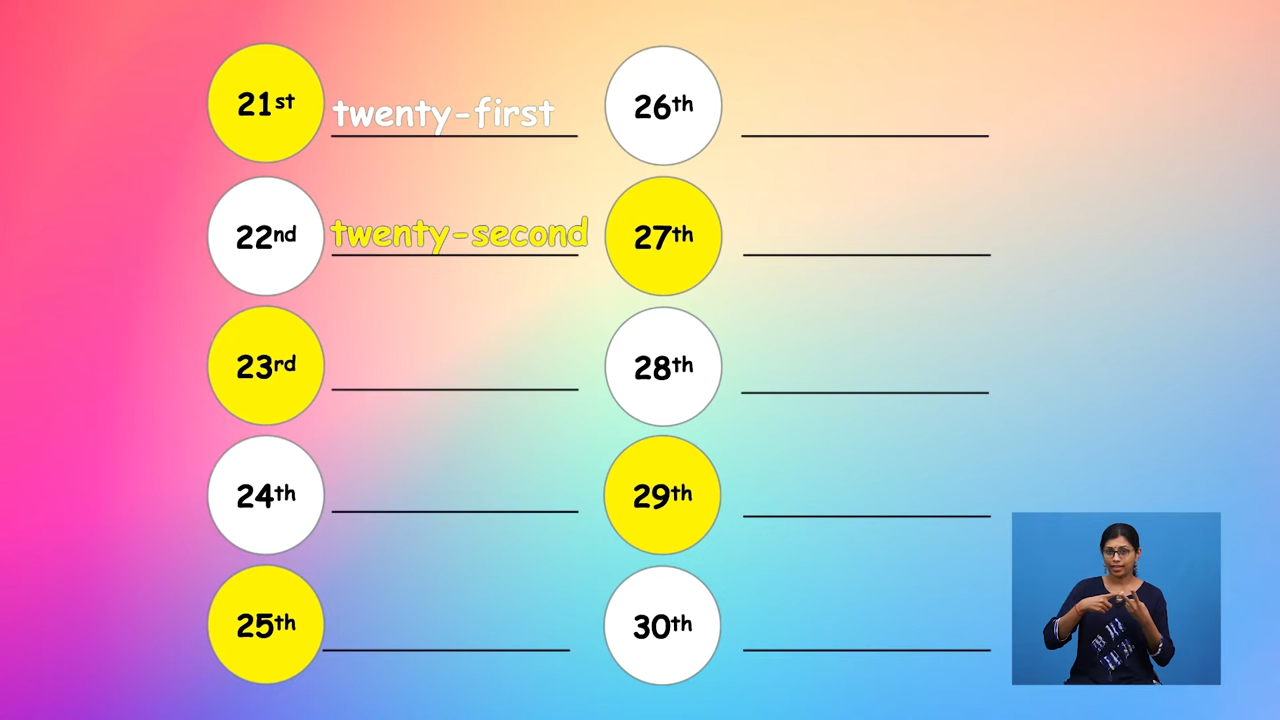 21st twenty-first
22nd twenty-second
23rd
24th
25th
26th
27th
28th
29th
30th